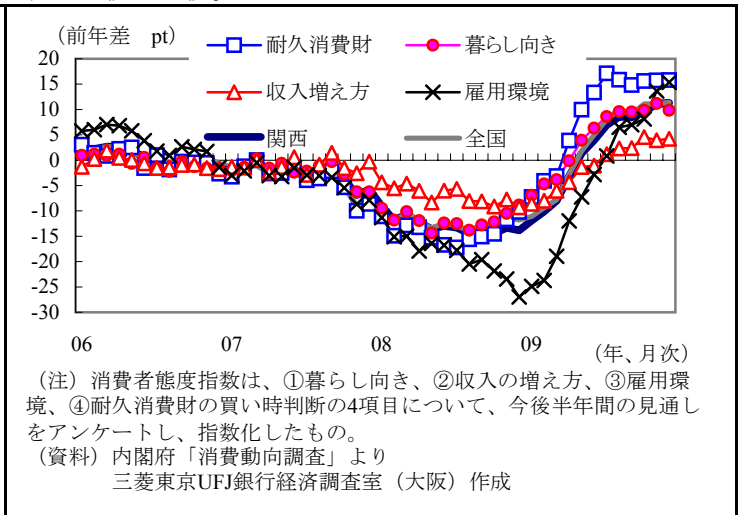 （前年差　pt）
耐久消費財
暮らし向き
収入増え方
雇用環境
関西
全国
20
15
10
5
0
-5
-10
-15
-20
-25
-30
06
07
08
09
（年、月次）
（注）消費者態度指数は、①暮らし向き、②収入の増え方、③雇用環
境、④耐久消費財の買い時判断の4項目について、今後半年間の見通し
をアンケートし、指数化したもの。
（資料）内閣府「消費動向調査」より
三菱東京UFJ銀行経済調査室（大阪）作成